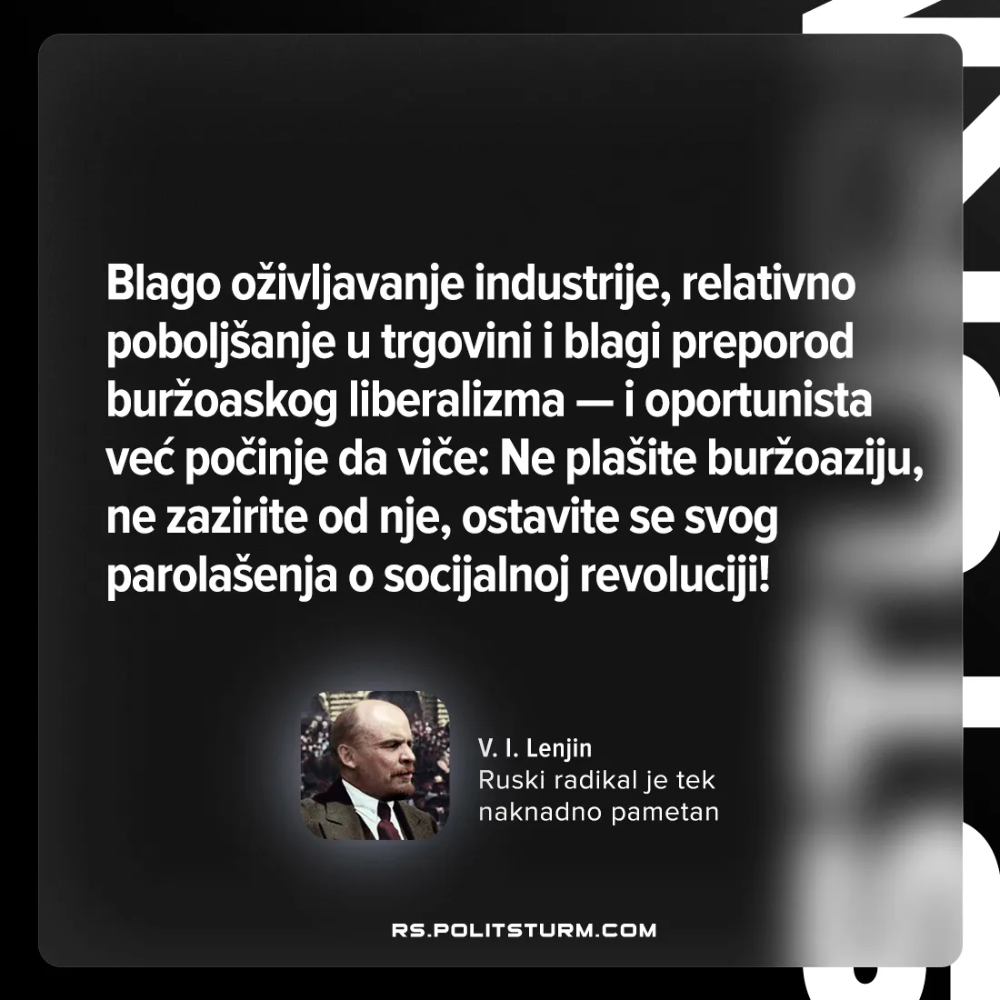 Blago oživljavanje industrije, relativno
poboljšanje u trgovini i blagi preporod
buržoaskog liberalizma — i oportunista
već počinje da viče: Ne plašite buržoaziju,
ne zazirite od nje, ostavite se svog
parolašenja o socijalnoj revoluciji!
V. I. Lenjin
Ruski radikal je tek
naknadno pametan
RS.POLITSTURM.COM